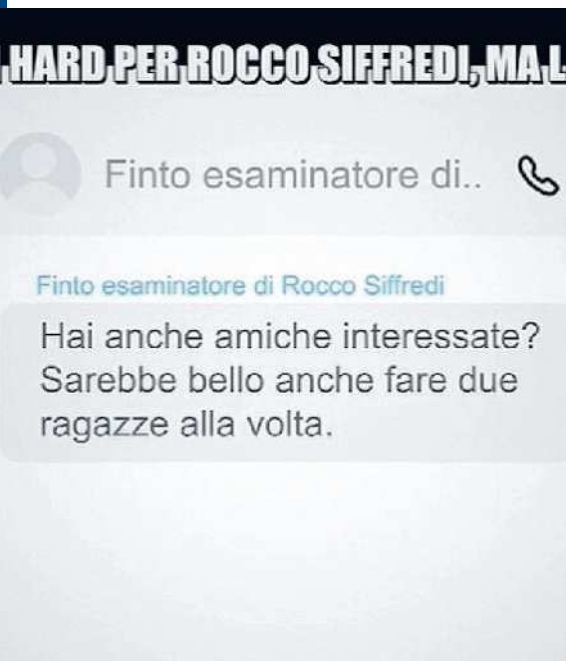 HARD PER ROCCO SIFFREDI, MA L
Finto esaminatore di..
Finto esaminatore di Rocco Siffredi
Hai anche amiche interessate?
Sarebbe bello anche fare due
ragazze alla volta.